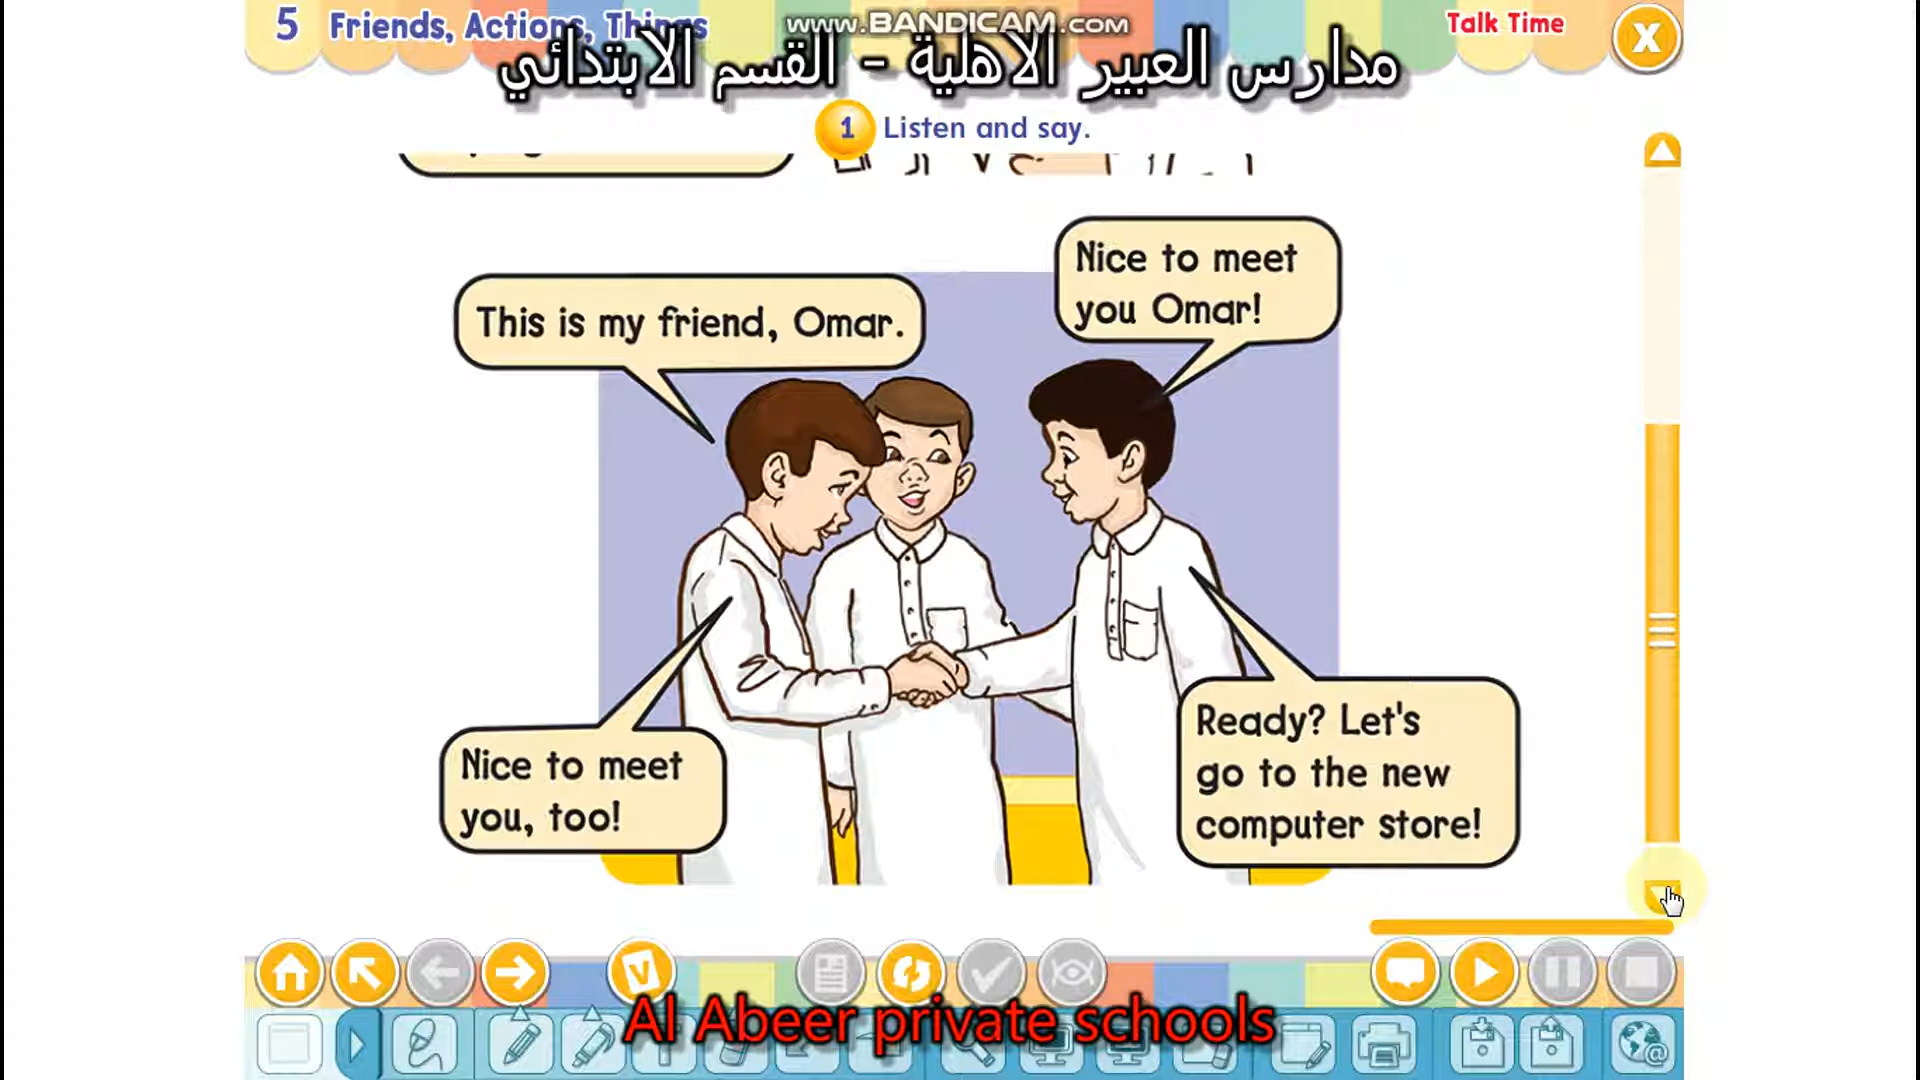 5 Friends, Actions, Things
www.BANDICAM.com
Talk Time
X
مدارس العبير الاهلية - القسم الابتدائي
1 Listen and say.
Nice to meet
you Omar!
This is my friend, Omar.
Nice to meet
you, too!
Ready? Let's
go to the new
computer store!
V
Al Abeer private schools